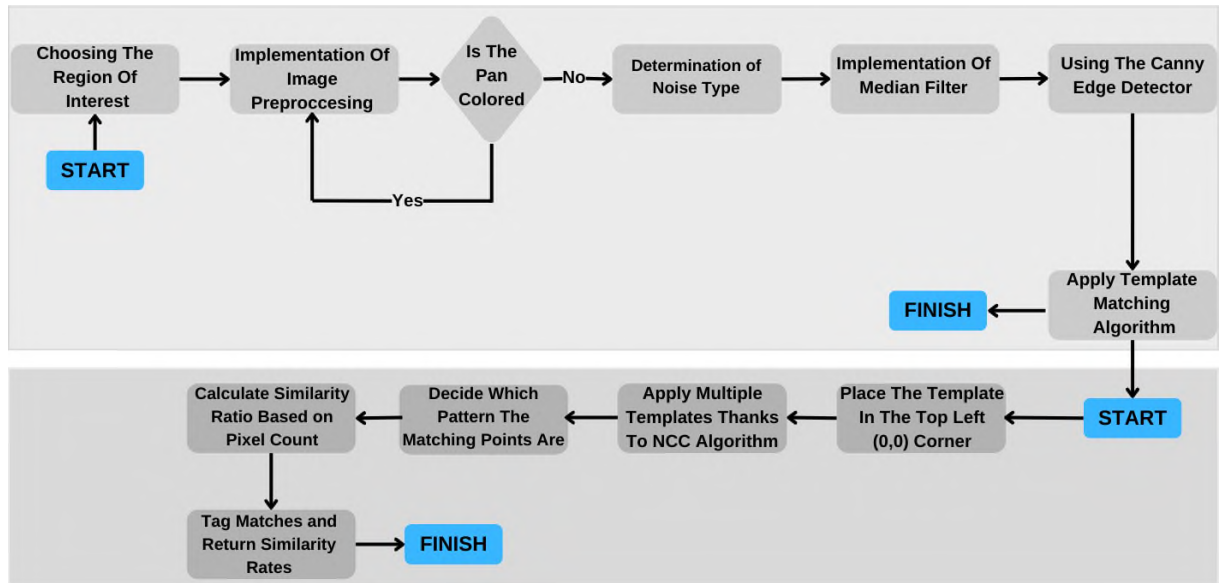 Choosing The
Region Of
Interest
Implementation Of
Image
Preproccesing
Is The
Pan
Colored
No
Determination of
Noise Type
Implementation Of
Median Filter
Using The Canny
Edge Detector
START
Yes
Apply Template
Matching
Algorithm
FINISH
START
Place The Template
In The Top Left
(0,0) Corner
Apply Multiple
Templates Thanks
To NCC Algorithm
Decide Which
Pattern The
Matching Points Are
Calculate Similarity
Ratio Based on
Pixel Count
Tag Matches and
Return Similarity
Rates
FINISH